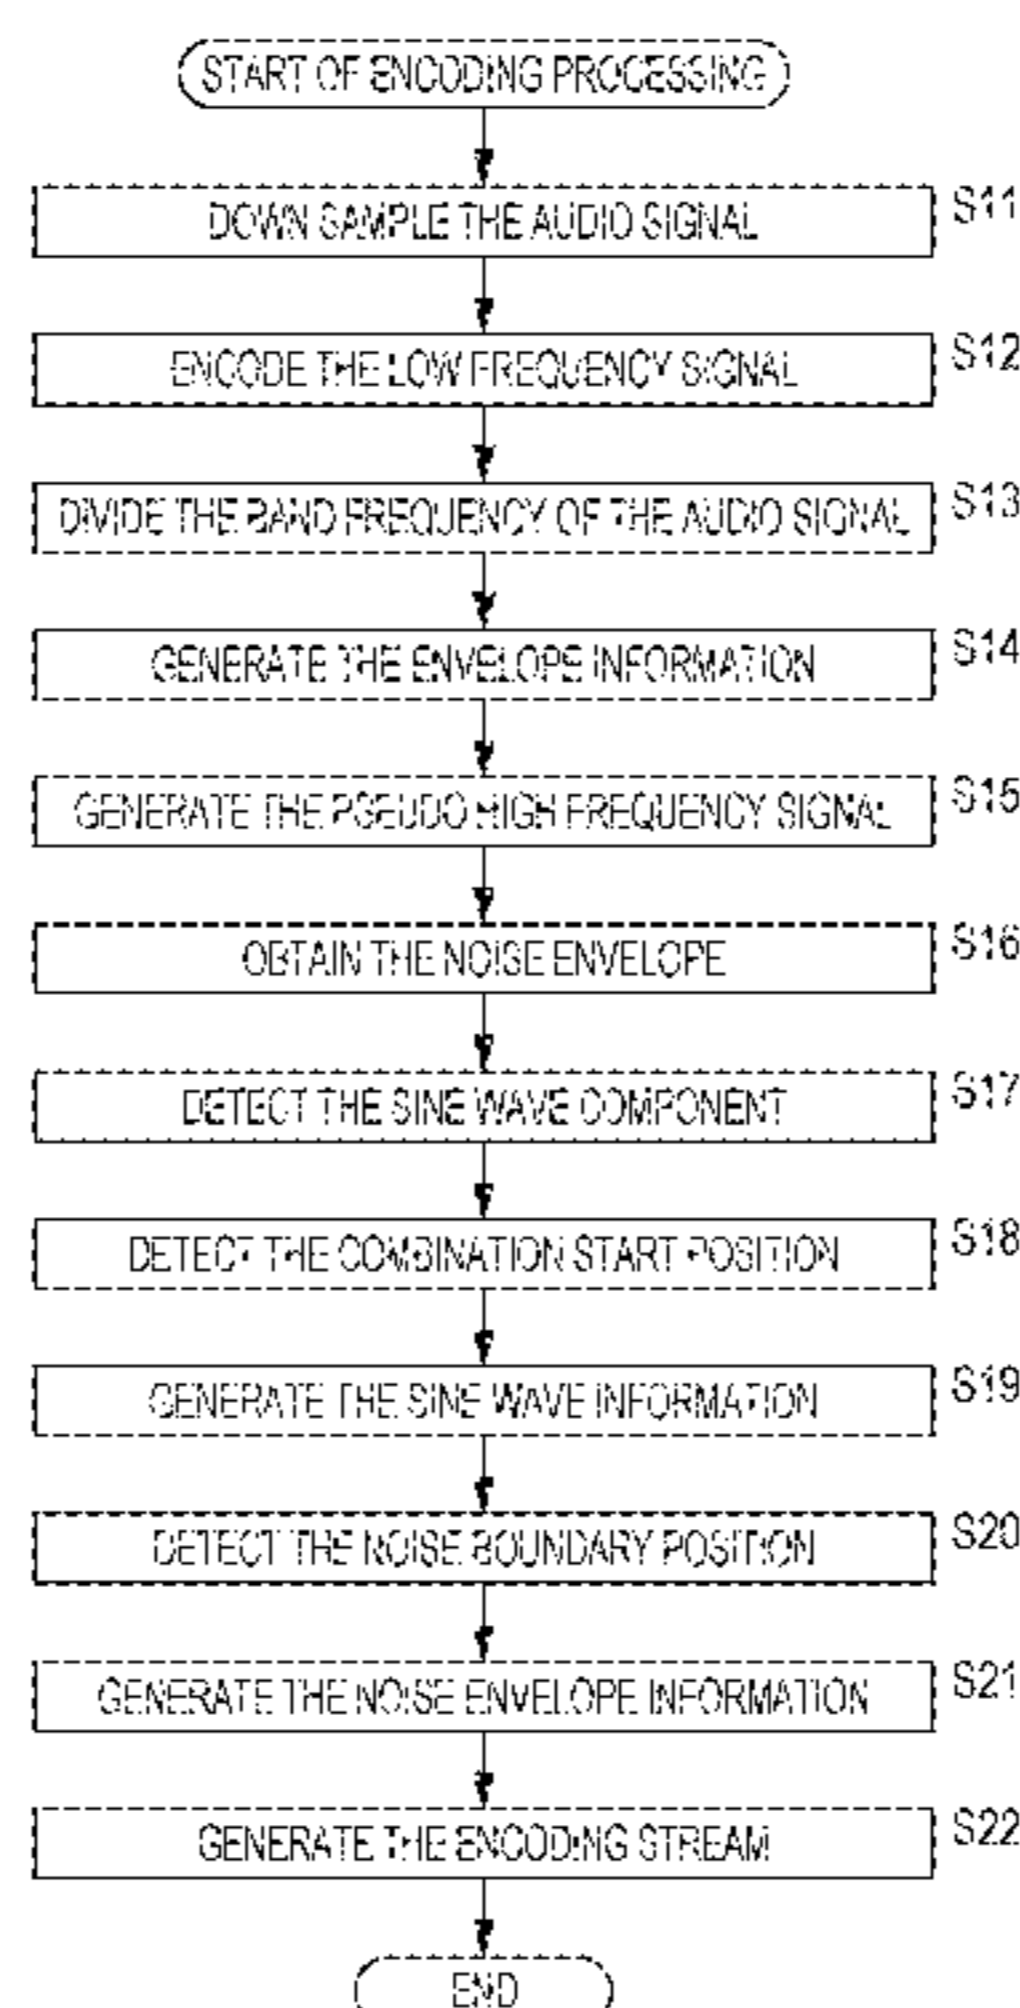 START OF ENCODING PROCESSING
DOWN SAMPLE THE AUDIO SIGNAL
S11
ENCODE THE LOW FREQUENCY SIGNAL
S12
DIVIDE THE BAND FREQUENCY OF THE AUDIO SIGNAL
S13
GENERATE THE ENVELOPE INFORMATION
S14
GENERATE THE PSEUDO HIGH FREQUENCY SIGNAL
S15
OBTAIN THE NOISE ENVELOPE
S16
DETECT THE SINE WAVE COMPONENT
S17
DETECT THE COMBINATION START POSITION
S18
GENERATE THE SINE WAVE INFORMATION
S19
DETECT THE NOISE BOUNDARY POSITION
S20
GENERATE THE NOISE ENVELOPE INFORMATION
S21
GENERATE THE ENCODING STREAM
S22
END